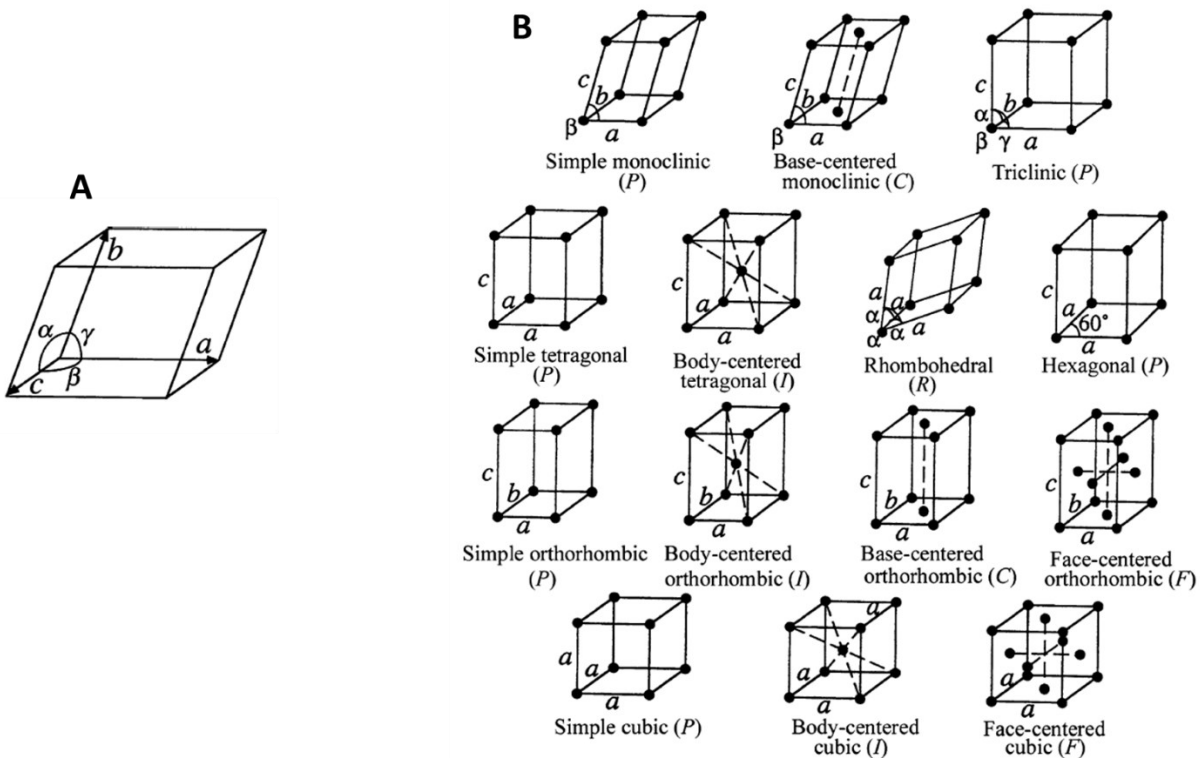 A
b
α
γ
a
c
β
B
c
b
β
a
Simple monoclinic
(P)
c
b
β
a
Base-centered
monoclinic (C)
c
α
b
β
γ
a
Triclinic (P)
c
a
a
Simple tetragonal
(P)
c
a
a
Body-centered
tetragonal (I)
a
a
α
α
α
a
Rhombohedral
(R)
c
a
60°
a
Hexagonal (P)
c
b
a
Simple orthorhombic
(P)
c
b
a
Body-centered
orthorhombic (I)
c
b
a
Base-centered
orthorhombic (C)
c
b
a
Face-centered
orthorhombic (F)
a
a
a
Simple cubic (P)
a
a
a
Body-centered
cubic (I)
a
a
Face-centered
cubic (F)